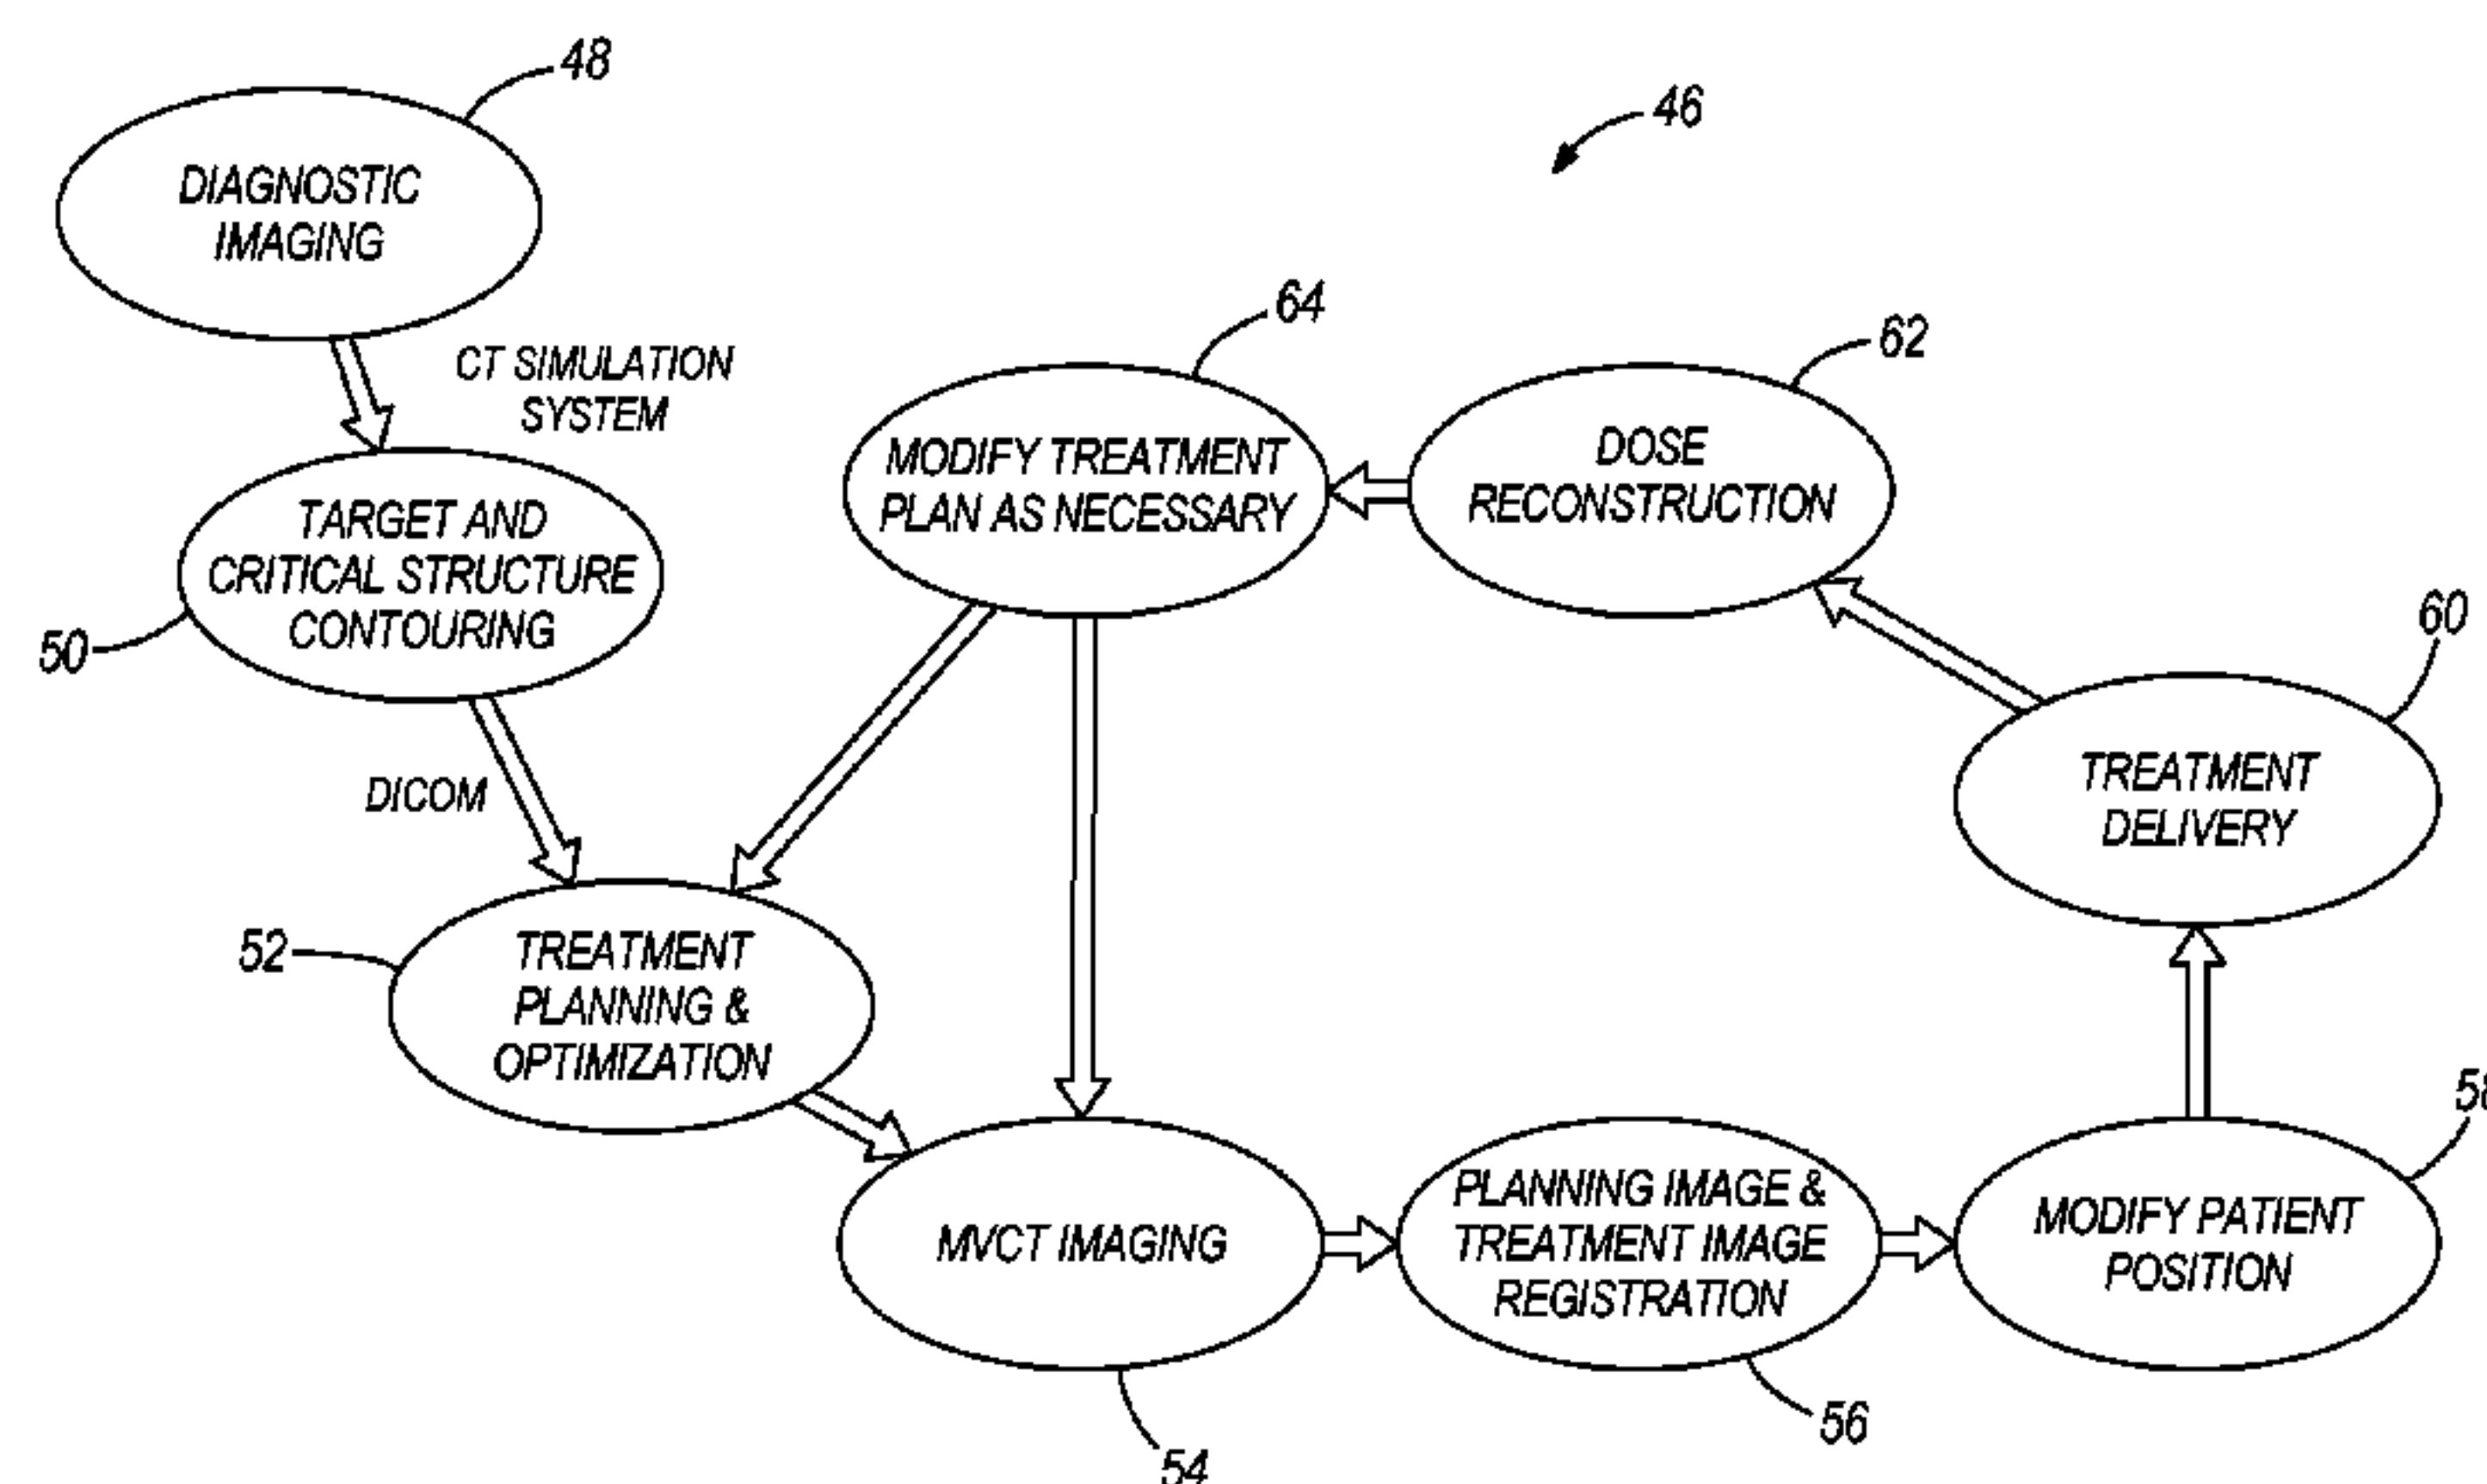 48
DIAGNOSTIC
IMAGING
46
CT SIMULATION
SYSTEM
64
62
TARGET AND
CRITICAL STRUCTURE
CONTOURING
50
MODIFY TREATMENT
PLAN AS NECESSARY
DOSE
RECONSTRUCTION
60
DICOM
TREATMENT
DELIVERY
52
TREATMENT
PLANNING &
OPTIMIZATION
58
MVCT IMAGING
PLANNING IMAGE &
TREATMENT IMAGE
REGISTRATION
MODIFY PATIENT
POSITION
54
56